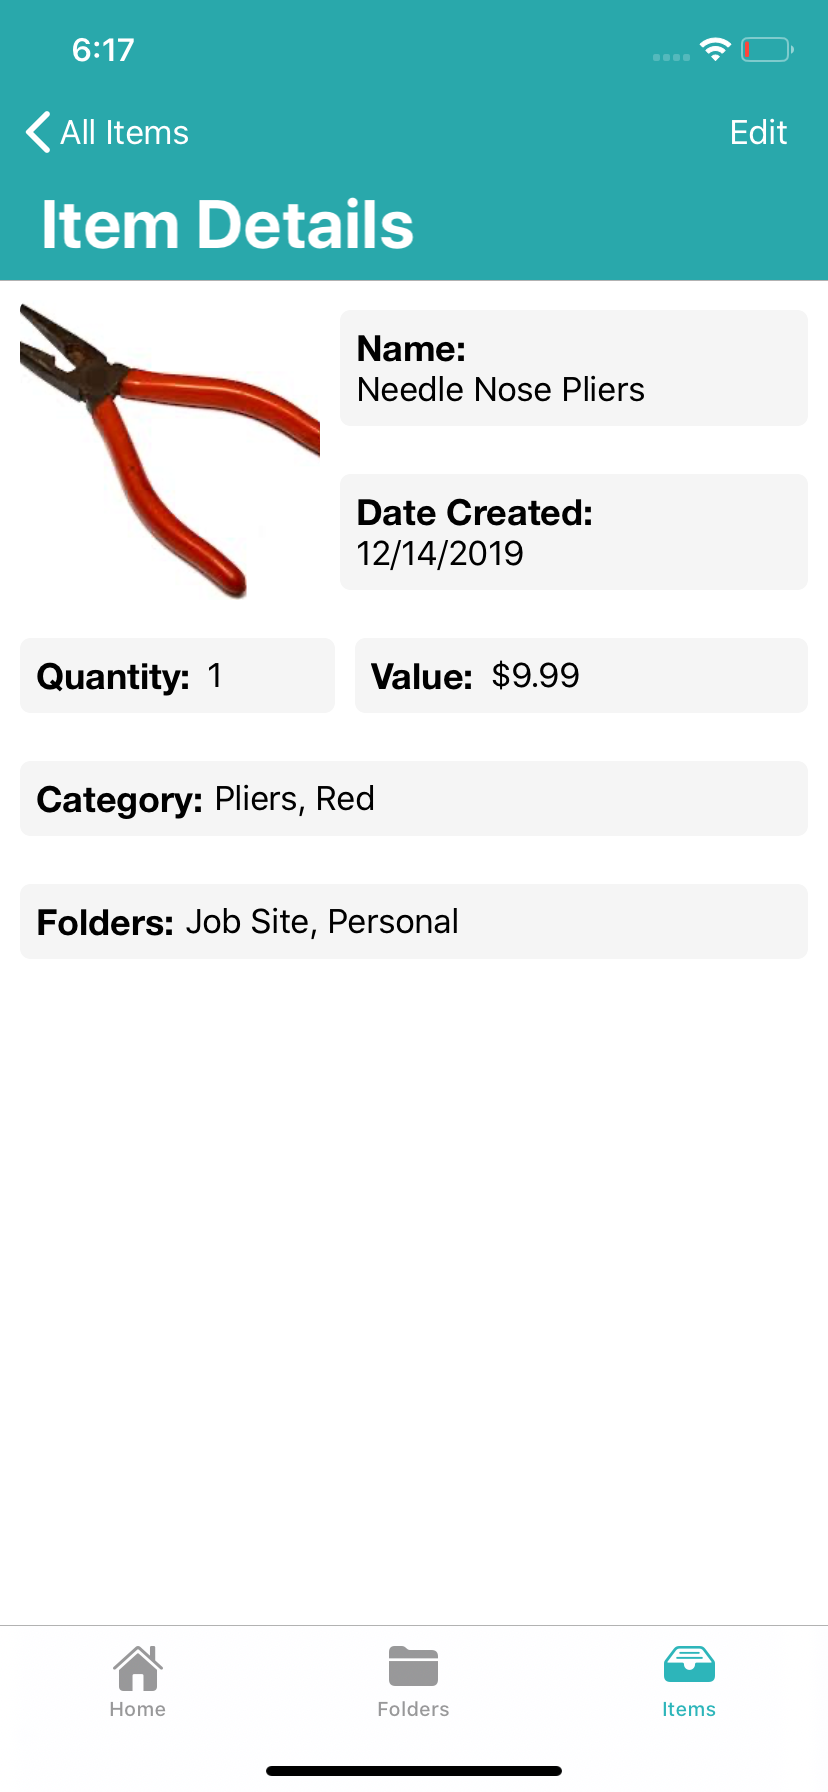 6:17
All Items
Edit
Item Details
Name:
Needle Nose Pliers
Date Created:
12/14/2019
Quantity: 1
Value: $9.99
Category: Pliers, Red
Folders: Job Site, Personal
Home
Folders
Items